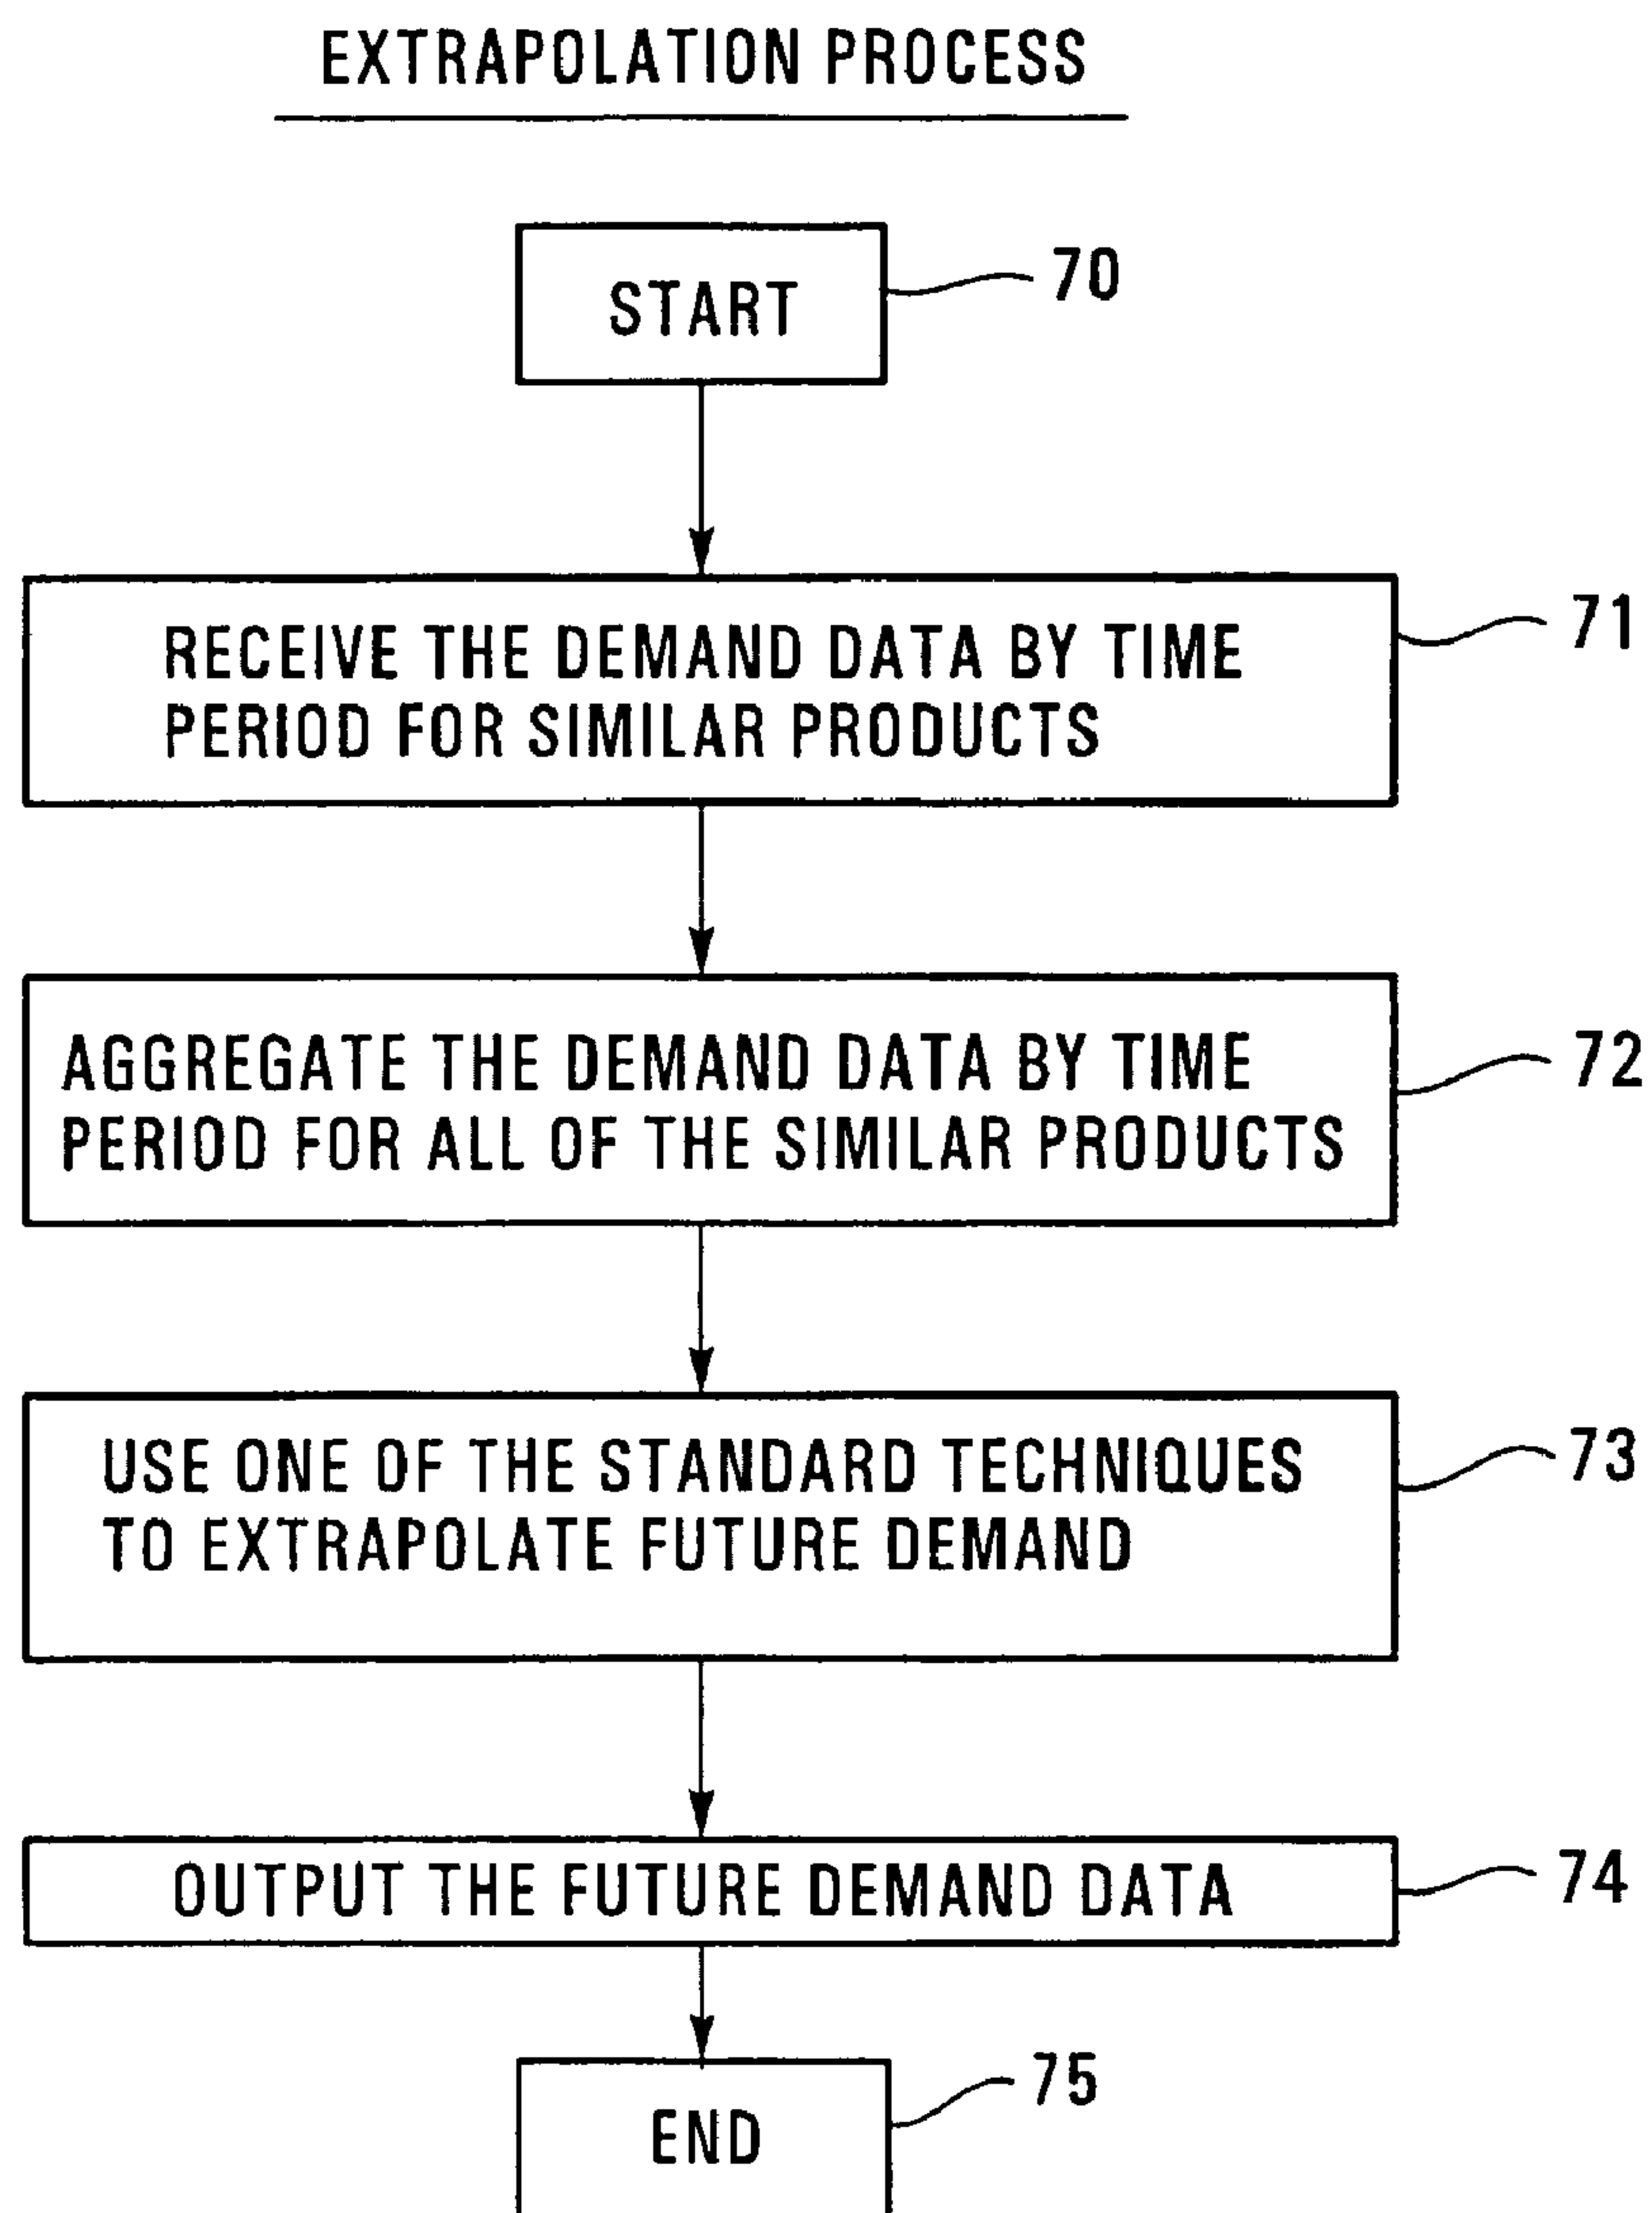 EXTRAPOLATION PROCESS
START
70
RECEIVE THE DEMAND DATA BY TIME
PERIOD FOR SIMILAR PRODUCTS
71
AGGREGATE THE DEMAND DATA BY TIME
PERIOD FOR ALL OF THE SIMILAR PRODUCTS
72
USE ONE OF THE STANDARD TECHNIQUES
TO EXTRAPOLATE FUTURE DEMAND
73
OUTPUT THE FUTURE DEMAND DATA
74
END
75